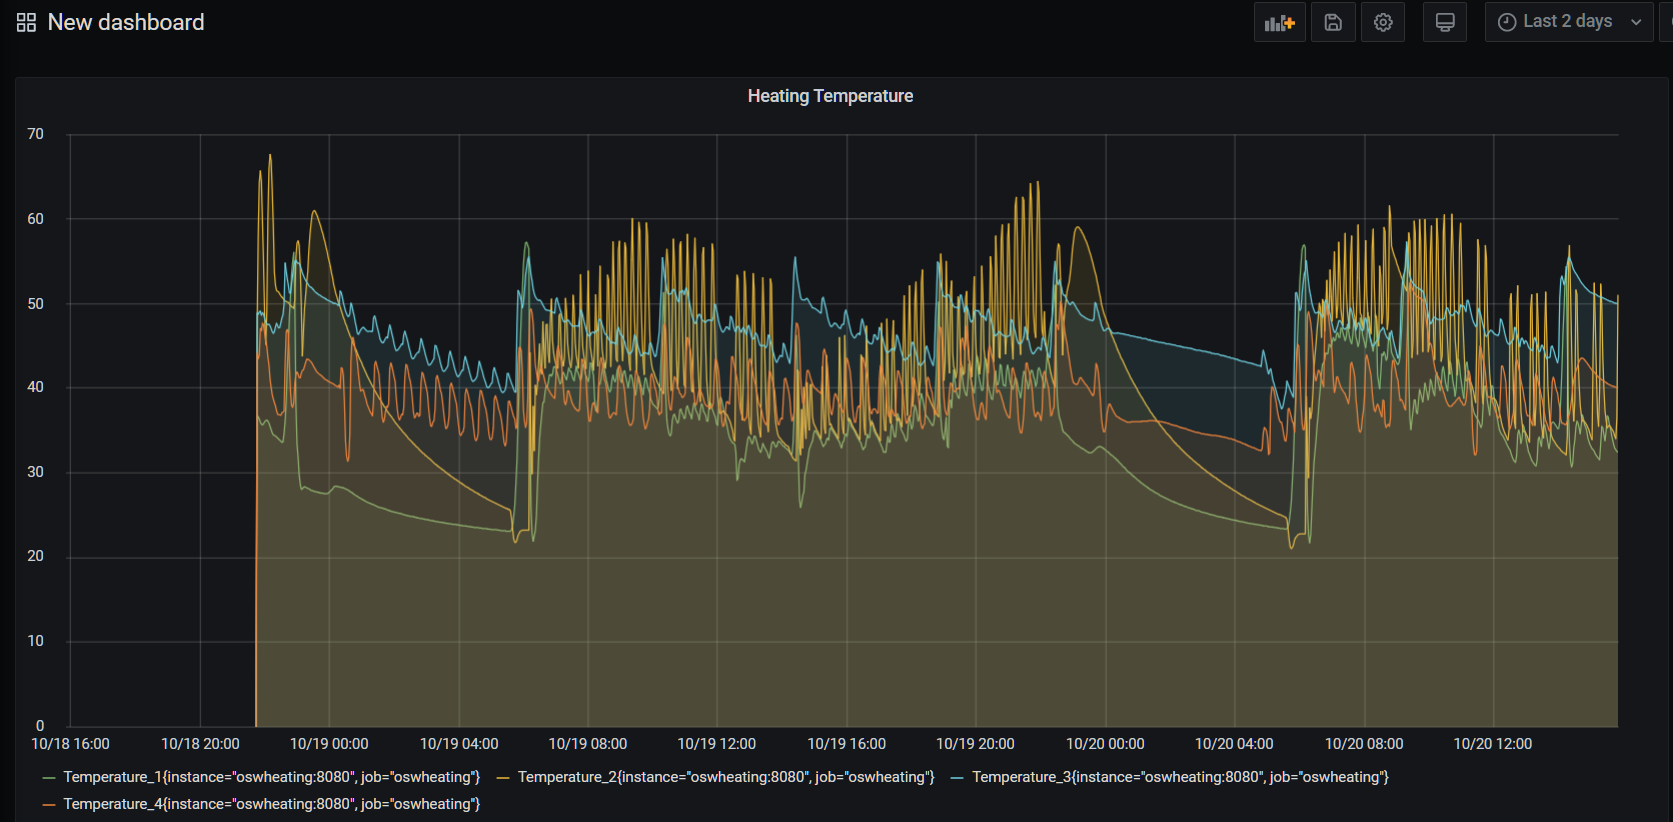 New dashboard
Last 2 days
Heating Temperature
70
60
50
40
30
20
10
0
10/18 16:00 10/18 20:00 10/19 00:00 10/19 04:00 10/19 08:00 10/19 12:00 10/19 16:00 10/19 20:00 10/20 00:00 10/20 04:00 10/20 08:00 10/20 12:00
Temperature_1{instance="oswheating:8080", job="oswheating"} Temperature_2{instance="oswheating:8080", job="oswheating"} Temperature_3{instance="oswheating:8080", job="oswheating"}
Temperature_4{instance="oswheating:8080", job="oswheating"}